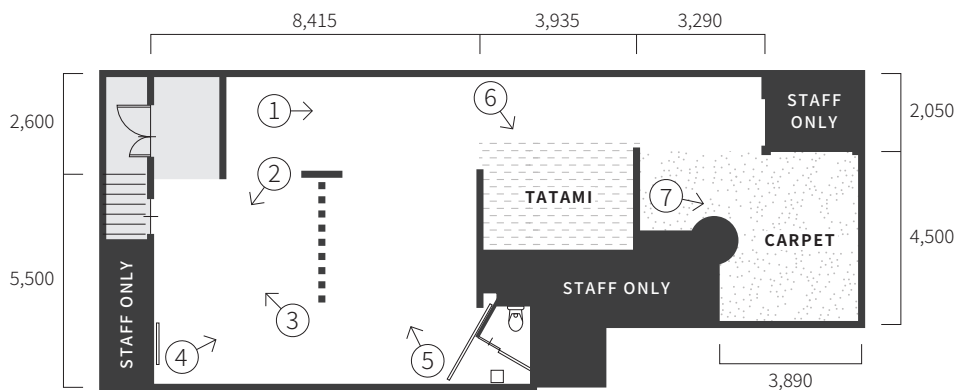 8,415
3,935
3,290
2,600
5,500
2,050
4,500
3,890
1
2
3
4
5
6
7
STAFF
ONLY
TATAMI
CARPET
STAFF ONLY
STAFF ONLY